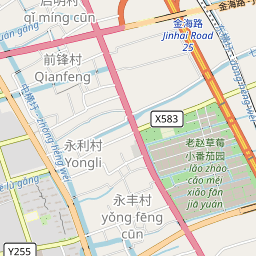 启明村
qǐ míng cūn
金海路
Jinhai Road
25
前锋村
Qianfeng
X583
永利村
Yongli
老赵草莓
小番茄园
- lǎo zhào
cǎo méi
xiǎo fān
jiā yuán
永丰村
yǒng fēng
cūn
Y255